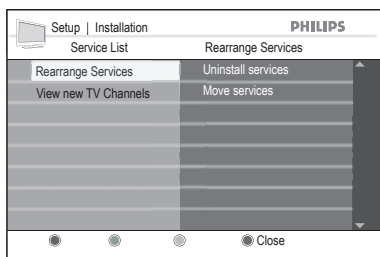 Setup | Installation
PHILIPS
Service List
Rearrange Services
Rearrange Services
Uninstall services
View new TV Channels
Move services
Close